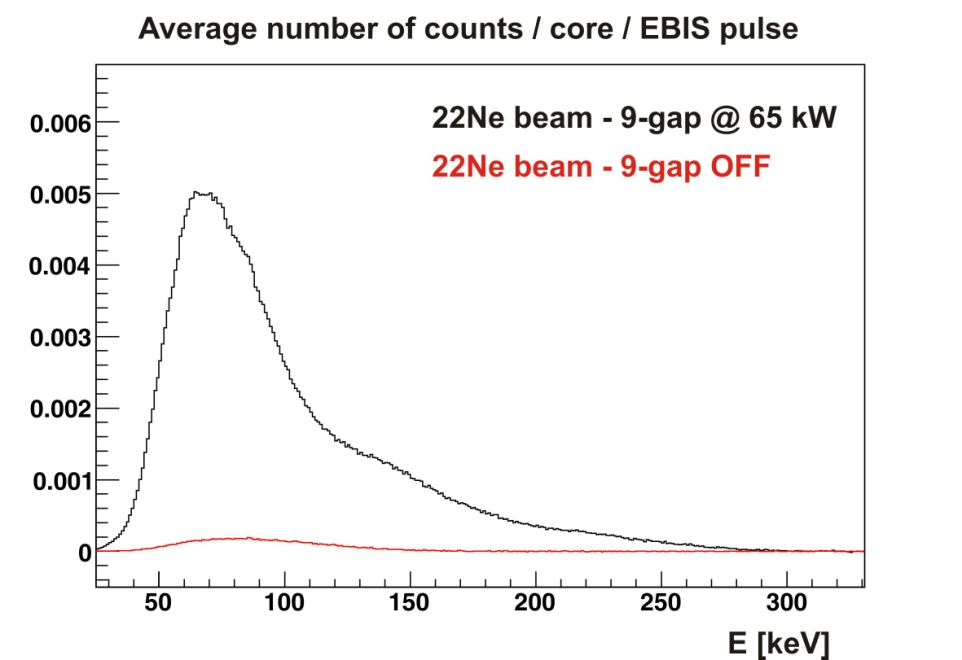 Average number of counts / core / EBIS pulse
22Ne beam - 9-gap @ 65 kW
22Ne beam - 9-gap OFF
0.006
0.005
0.004
0.003
0.002
0.001
0
50 100 150 200 250 300
E [keV]